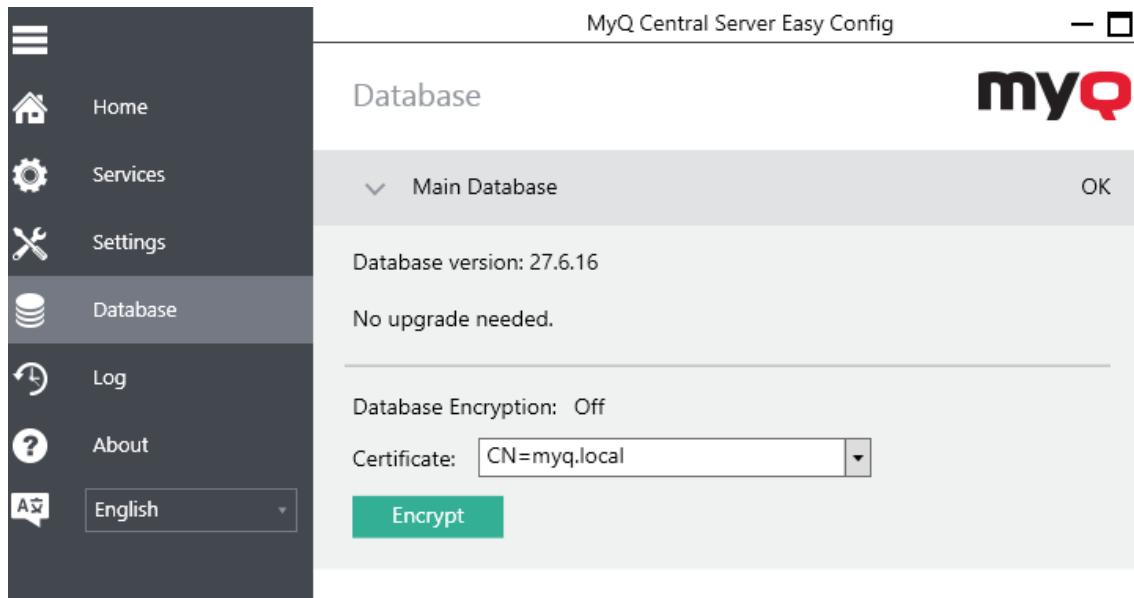 MyQ Central Server Easy Config
Home
Services
Settings
Database
Log
About
English
Database
myQ
Main Database
OK
Database version: 27.6.16
No upgrade needed.
Database Encryption: Off
Certificate: CN=myq.local
Encrypt